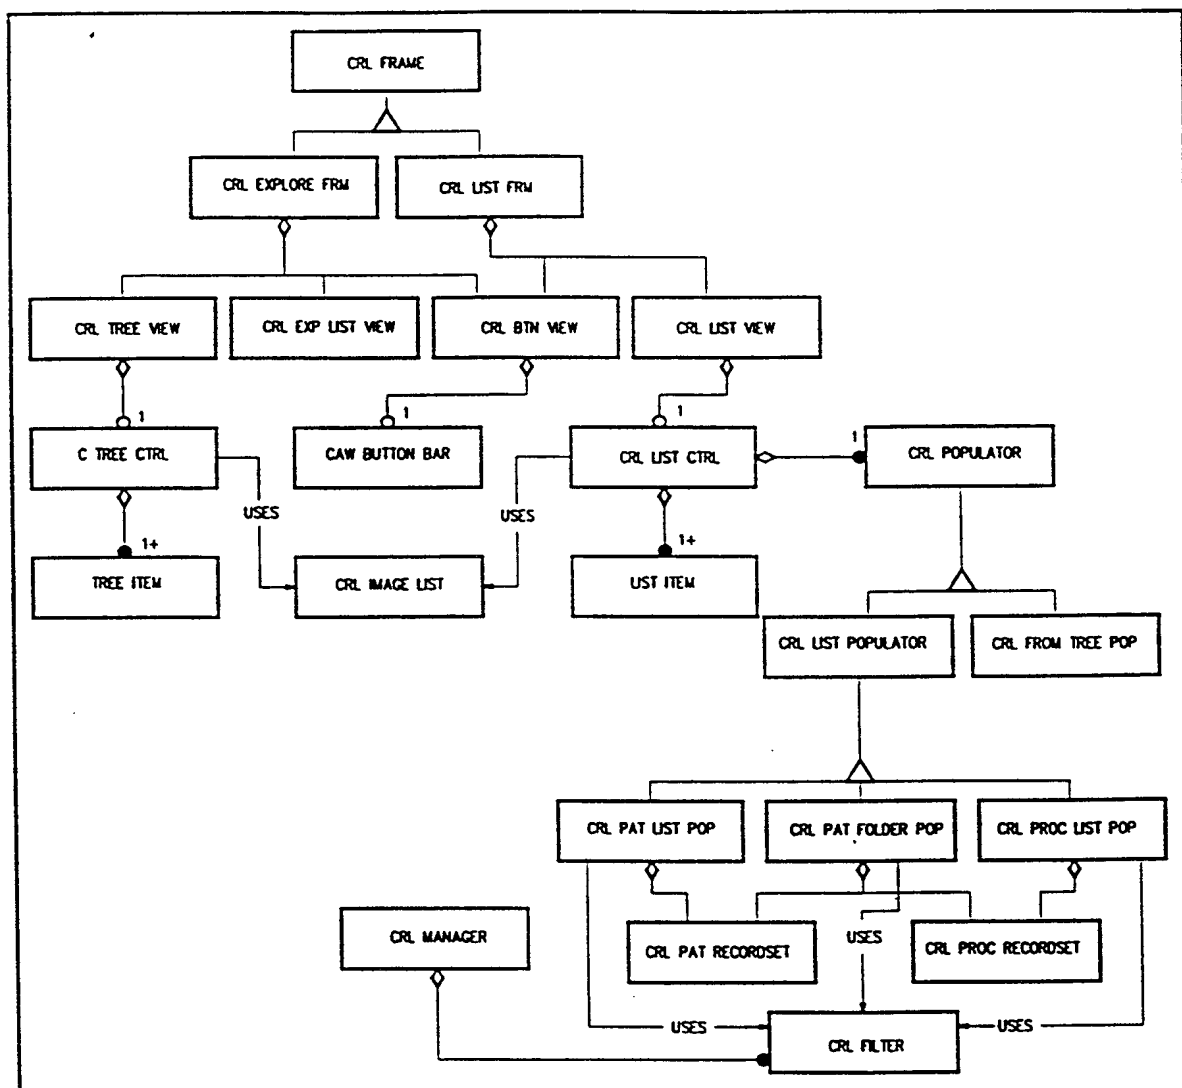 CRL FRAME
CRL EXPLORE FRM
CRL LIST FRM
CRL TREE VIEW
CRL EXP LIST VIEW
CRL BTN VIEW
CRL LIST VIEW
1
1
1
1
C TREE CTRL
CAW BUTTON BAR
CRL LIST CTRL
CRL POPULATOR
USES
USES
1+
1+
TREE ITEM
CRL IMAGE LIST
LIST ITEM
CRL LIST POPULATOR
CRL FROM TREE POP
CRL PAT LIST POP
CRL PAT FOLDER POP
CRL PROC LIST POP
CRL MANAGER
CRL PAT RECORDSET
USES
CRL PROC RECORDSET
USES
USES
CRL FILTER